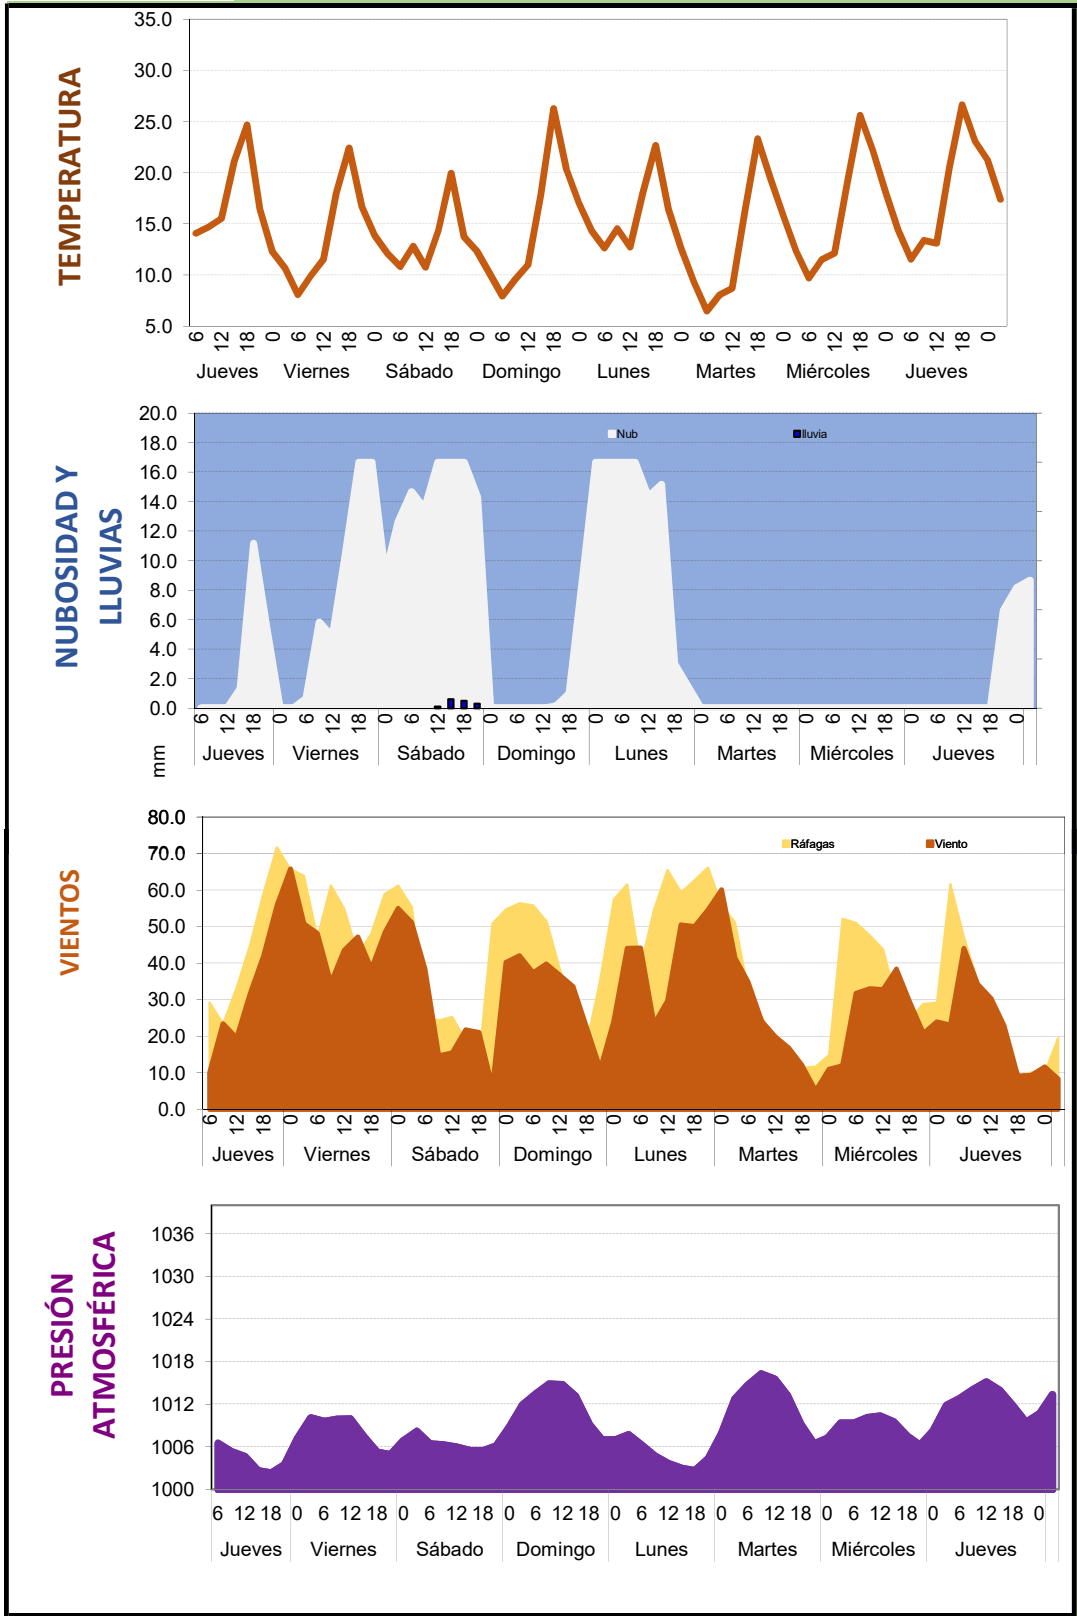 TEMPERATURA
35.0
30.0
25.0
20.0
15.0
10.0
5.0
6 12 18 0 6 12 18 0 6 12 18 0 6 12 18 0 6 12 18 0 6 12 18 0 6 12 18 0 6 12 18 0
Jueves Viernes Sábado Domingo Lunes Martes Miércoles Jueves
NUBOSIDAD Y
LLUVIAS
20.0
18.0
16.0
14.0
12.0
10.0
8.0
6.0
4.0
2.0
0.0
Nub lluvia
6 12 18 0 6 12 18 0 6 12 18 0 6 12 18 0 6 12 18 0 6 12 18 0 6 12 18 0 6 12 18 0
mm
Jueves Viernes Sábado Domingo Lunes Martes Miércoles Jueves
VIENTOS
80.0
70.0
60.0
50.0
40.0
30.0
20.0
10.0
0.0
Ráfagas Viento
6 12 18 0 6 12 18 0 6 12 18 0 6 12 18 0 6 12 18 0 6 12 18 0 6 12 18 0 6 12 18 0
Jueves Viernes Sábado Domingo Lunes Martes Miércoles Jueves
PRESIÓN
ATMOSFÉRICA
1036
1030
1024
1018
1012
1006
1000
6 12 18 0 6 12 18 0 6 12 18 0 6 12 18 0 6 12 18 0 6 12 18 0 6 12 18 0 6 12 18 0
Jueves Viernes Sábado Domingo Lunes Martes Miércoles Jueves